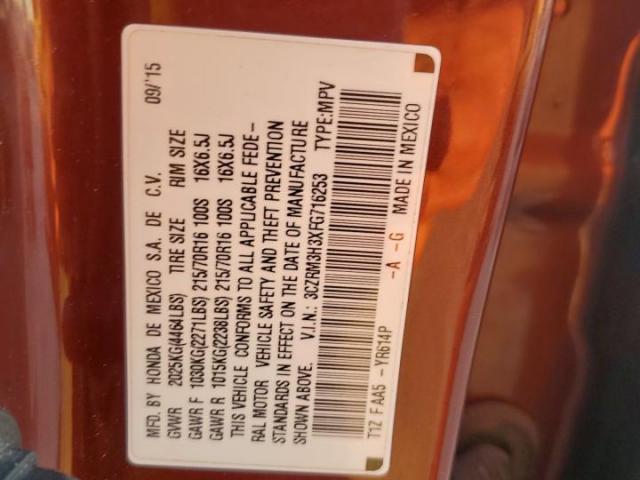 MFD. BY HONDA DE MEXICO S.A. DE C.V. 09/'15
GVWR 2025KG(4464LBS) TIRE SIZE RIM SIZE
GAWR F 1030KG(2271LBS) 215/70R16 100S 16X6.5J
GAWR R 1015KG(2238LBS) 215/70R16 100S 16X6.5J
THIS VEHICLE CONFORMS TO ALL APPLICABLE FEDE-
RAL MOTOR VEHICLE SAFETY AND THEFT PREVENTION
STANDARDS IN EFFECT ON THE DATE OF MANUFACTURE
SHOWN ABOVE. V.I.N.: 3CZRM3H3XFG716253 TYPE:MPV
T1Z F AA5 -YR614P -A -G MADE IN MEXICO